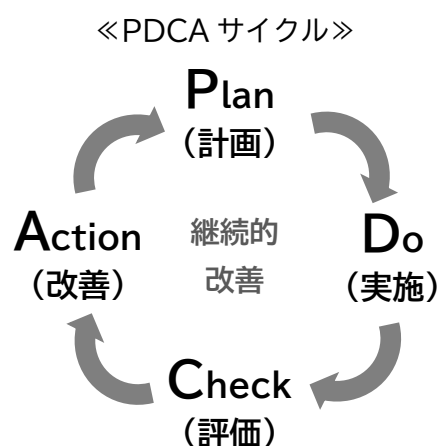 ≪PDCA サイクル≫
Plan
（計画）
Do
（実施）
Check
（評価）
Action
（改善）
継続的
改善